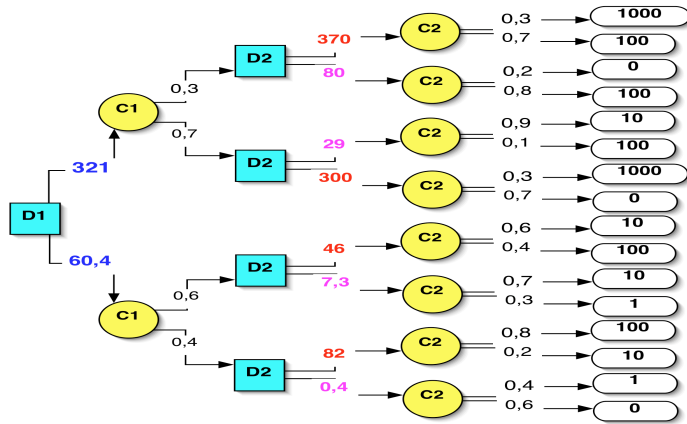 0,3 1000
370 C2
0,7 100
D2
80 0,2 0
0,3 C2
0,8 100
C1
0,9 10
0,7 29 C2
0,1 100
D2
321 300 0,3 1000
C2
0,7 0
D1
0,6 10
46 C2
60,4 0,4 100
D2
7,3 0,7 10
0,6 C2
0,3 1
C1
0,8 100
0,4 82 C2
0,2 10
D2
0,4 0,4 1
C2
0,6 0